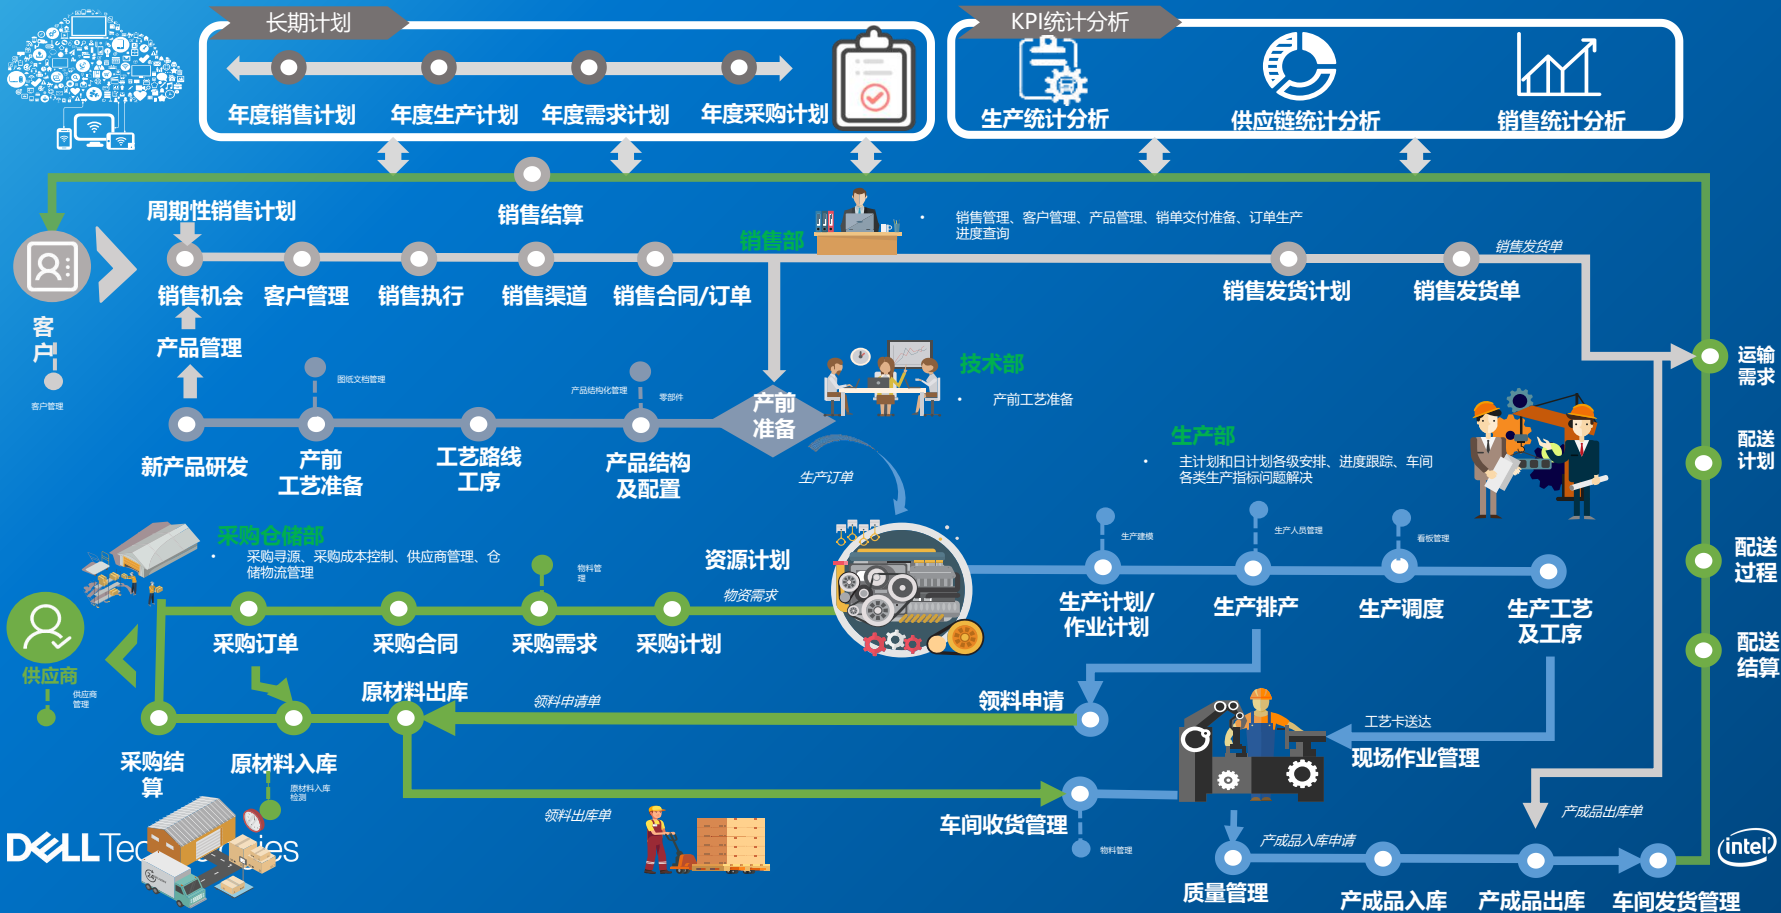 长期计划
KPI统计分析
年度销售计划
年度生产计划
年度需求计划
年度采购计划
生产统计分析
供应链统计分析
销售统计分析
销售结算
周期性销售计划
销售部
• 销售管理、客户管理、产品管理、销单交付准备、订单生产
进度查询
销售发货单
销售机会
客户管理
销售执行
销售渠道
销售合同/订单
销售发货计划
销售发货单
客
户
客户管理
产品管理
图纸文档管理
产品结构化管理
零部件
产前
准备
技术部
• 产前工艺准备
运输
需求
新产品研发
产前
工艺准备
工艺路线
工序
产品结构
及配置
生产订单
生产部
• 主计划和日计划各级安排、进度跟踪、车间
各类生产指标问题解决
配送
计划
采购仓储部
• 采购寻源、采购成本控制、供应商管理、仓
储物流管理
物料管
理
资源计划
物资需求
生产建模
生产人员管理
看板管理
配送
过程
采购订单
采购合同
采购需求
采购计划
生产计划/
作业计划
生产排产
生产调度
生产工艺
及工序
配送
结算
供应商
供应商
管理
原材料出库
领料申请单
领料申请
工艺卡送达
现场作业管理
采购结
算
原材料入库
原材料入库
检测
领料出库单
车间收货管理
物料管理
产成品入库申请
产成品出库单
质量管理
产成品入库
产成品出库
车间发货管理
DELL
intel